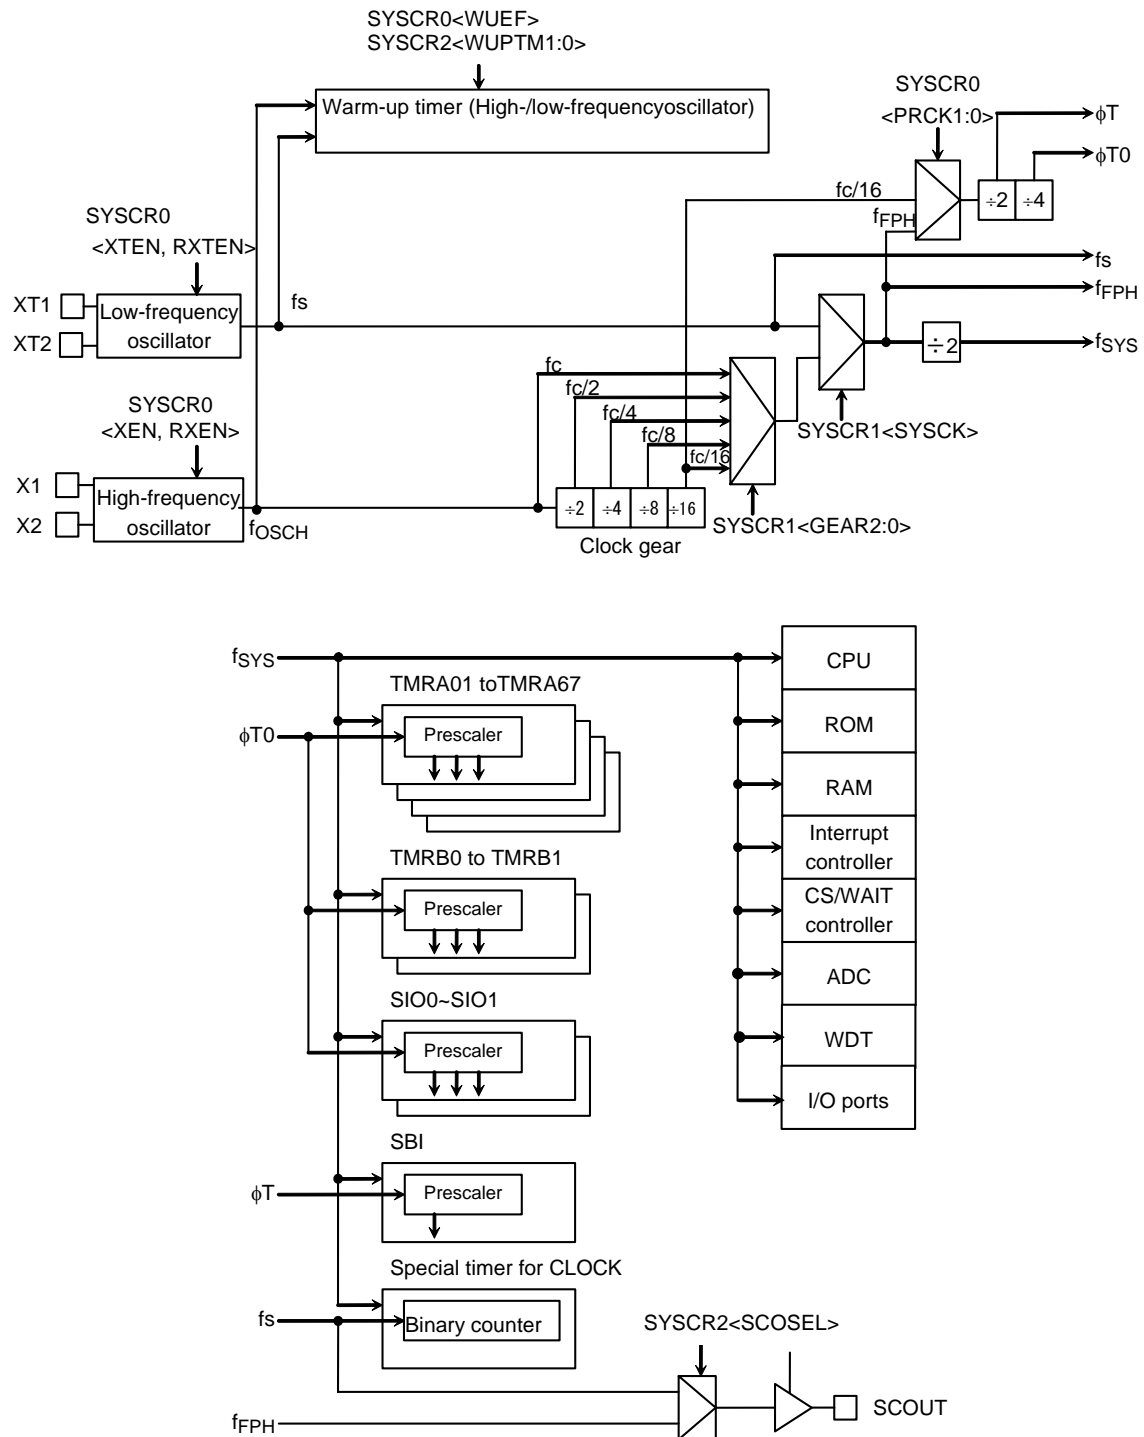 SYSCR0<WUEF>
SYSCR2<WUPTM1:0>
Warm-up timer (High-/low-frequencyoscillator)
SYSCR0
<PRCK1:0>
ϕT
ϕT0
fc/16
÷2
÷4
fFPH
SYSCR0
<XTEN, RXTEN>
fs
fFPH
XT1
XT2
Low-frequency
oscillator
fs
÷2
fSYS
fc
fc/2
fc/4
fc/8
fc/16
SYSCR1<SYSCK>
SYSCR0
<XEN, RXEN>
X1
X2
High-frequency
oscillator
fOSCH
÷2
÷4
÷8
÷16
Clock gear
SYSCR1<GEAR2:0>
fSYS
TMRA01 toTMRA67
ϕT0
Prescaler
TMRB0 to TMRB1
Prescaler
SIO0~SIO1
Prescaler
SBI
ϕT
Prescaler
Special timer for CLOCK
fs
Binary counter
CPU
ROM
RAM
Interrupt
controller
CS/WAIT
controller
ADC
WDT
I/O ports
SYSCR2<SCOSEL>
SCOUT
fFPH